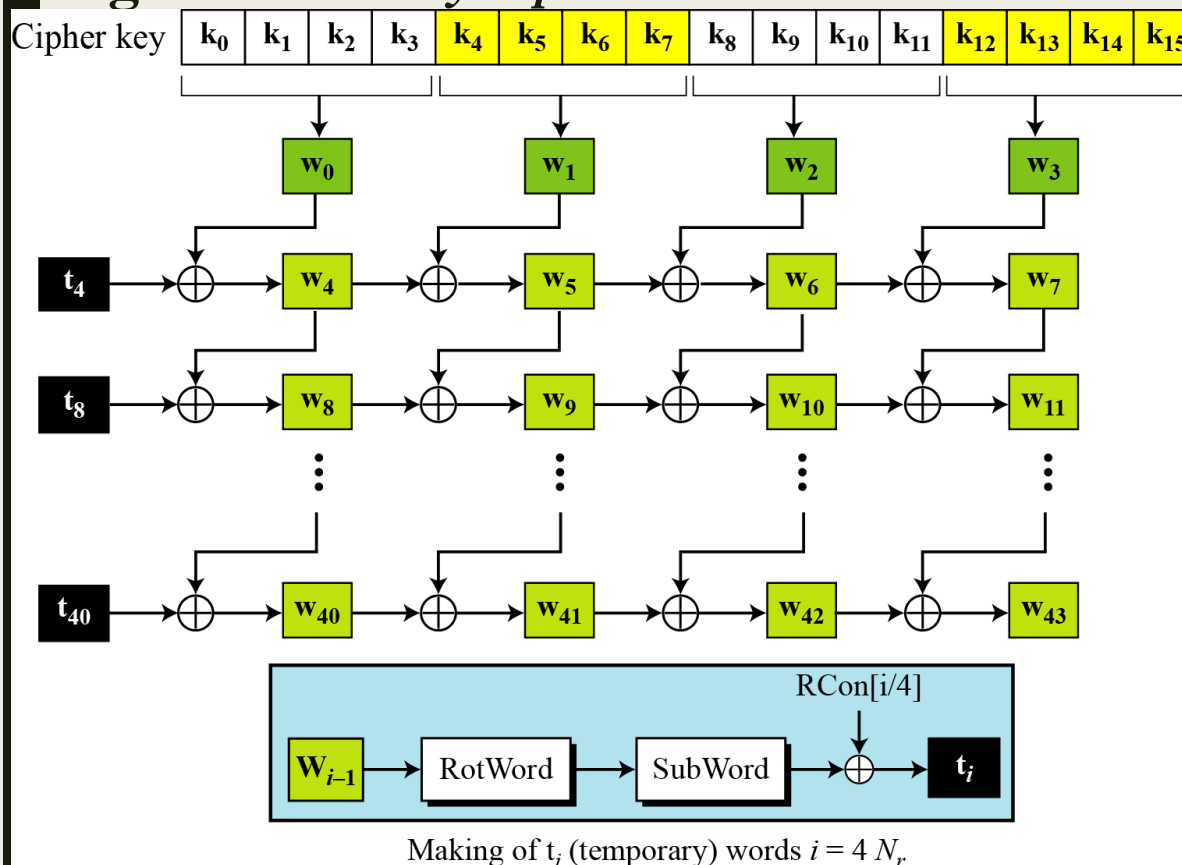 Cipher key k₀ k₁ k₂ k₃ k₄ k₅ k₆ k₇ k₈ k₉ k₁₀ k₁₁ k₁₂ k₁₃ k₁₄ k₁₅
w₀ w₁ w₂ w₃
t₄ w₄ w₅ w₆ w₇
t₈ w₈ w₉ w₁₀ w₁₁
t₄₀ w₄₀ w₄₁ w₄₂ w₄₃
RCon[i/4]
Wᵢ₋₁ RotWord SubWord tᵢ
Making of tᵢ (temporary) words i = 4 Nᵣ